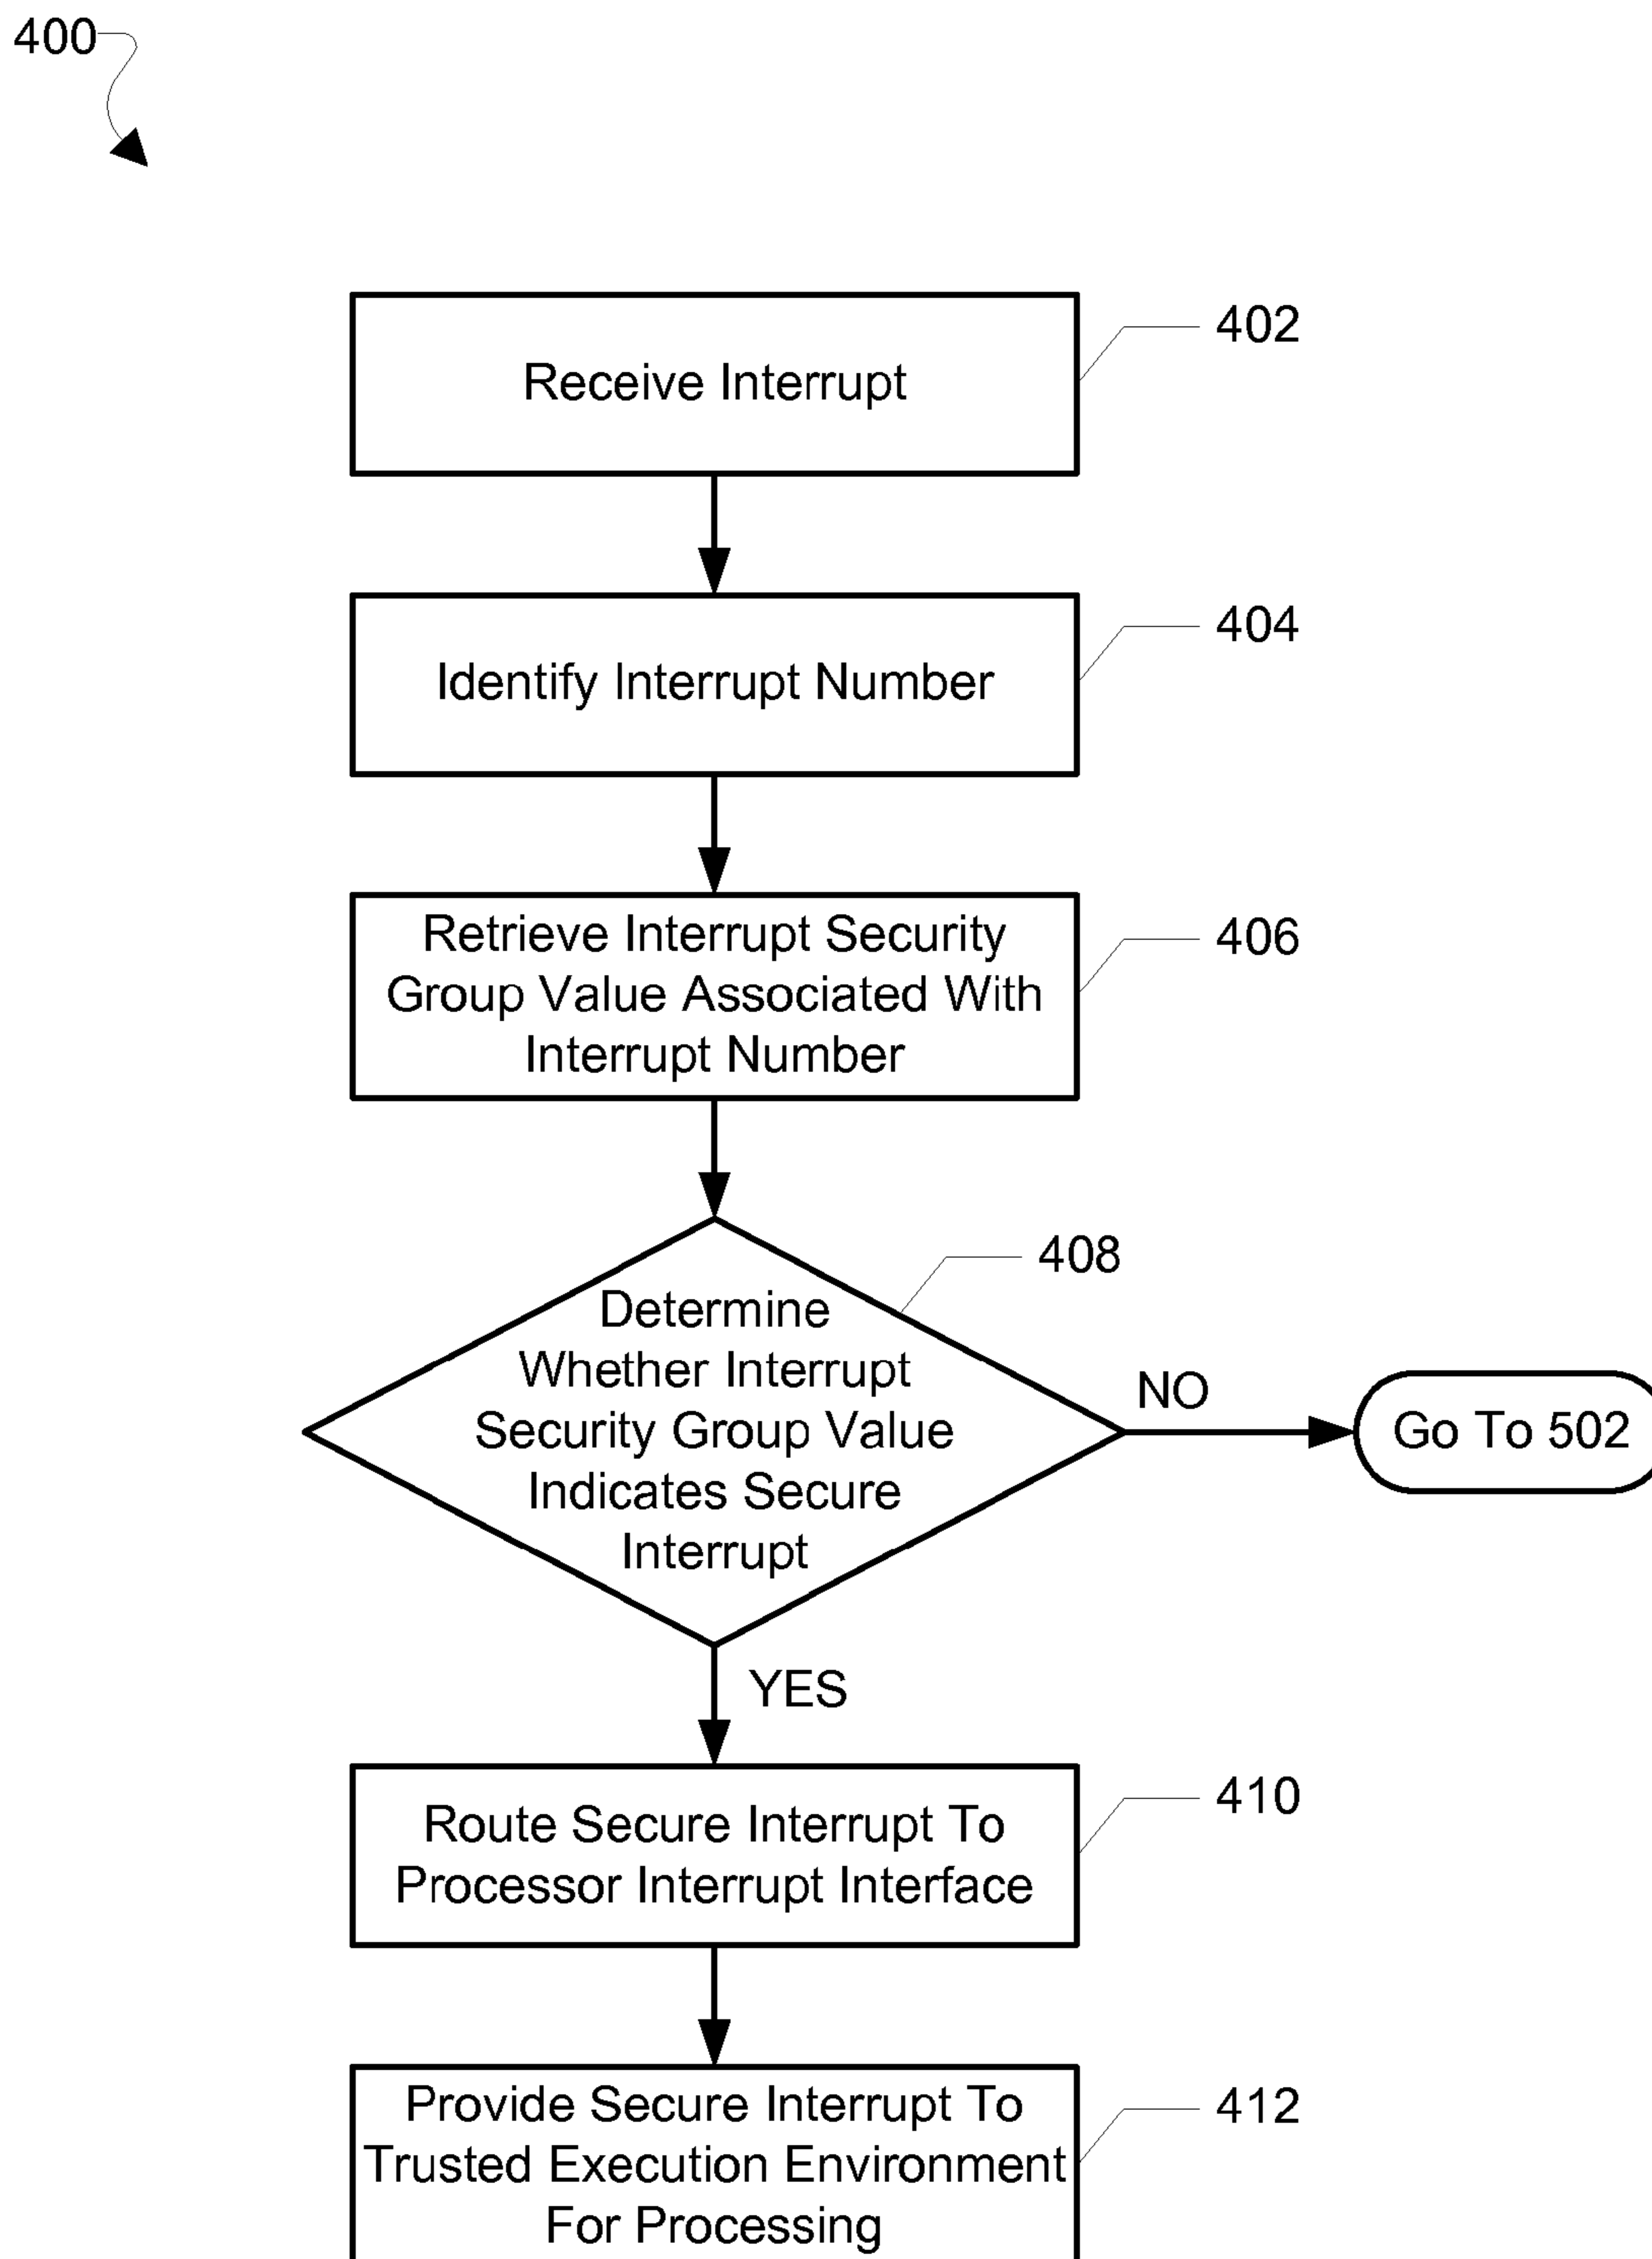 400
Receive Interrupt
402
Identify Interrupt Number
404
Retrieve Interrupt Security
Group Value Associated With
Interrupt Number
406
408
Determine
Whether Interrupt
Security Group Value
Indicates Secure
Interrupt
NO
Go To 502
YES
Route Secure Interrupt To
Processor Interrupt Interface
410
Provide Secure Interrupt To
Trusted Execution Environment
For Processing
412